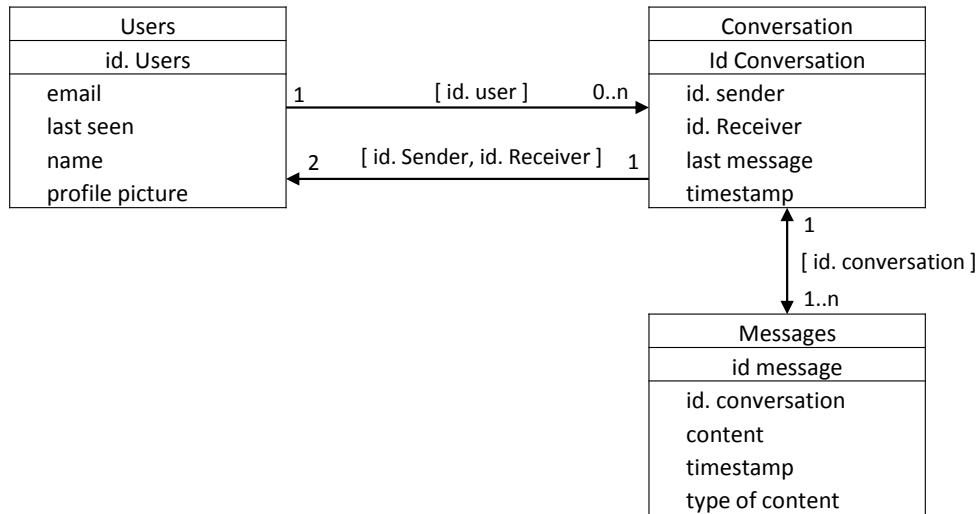 Users
id. Users
email
last seen
name
profile picture
1
[ id. user ]
0..n
2
[ id. Sender, id. Receiver ]
1
Conversation
Id Conversation
id. sender
id. Receiver
last message
timestamp
1
[ id. conversation ]
1..n
Messages
id message
id. conversation
content
timestamp
type of content